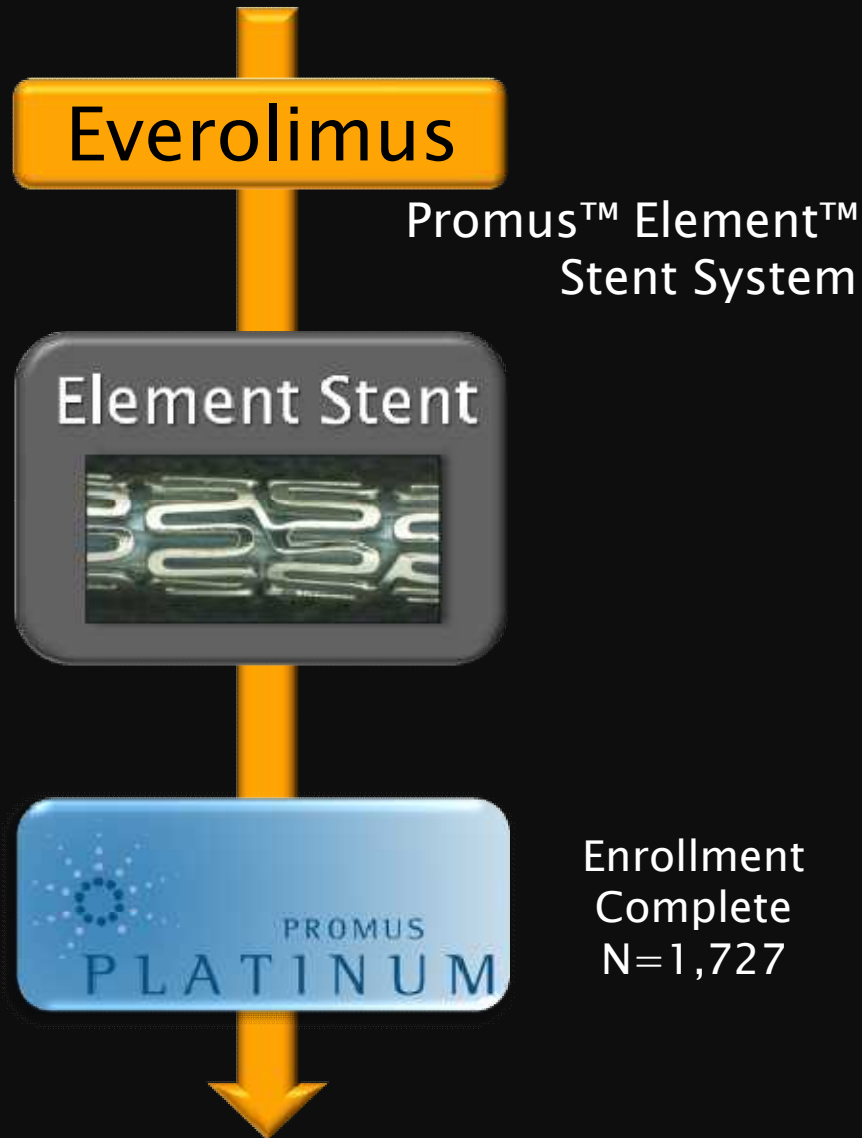 Everolimus
Promus™ Element™
Stent System
Element Stent
PROMUS
PLATINUM
Enrollment
Complete
N=1,727